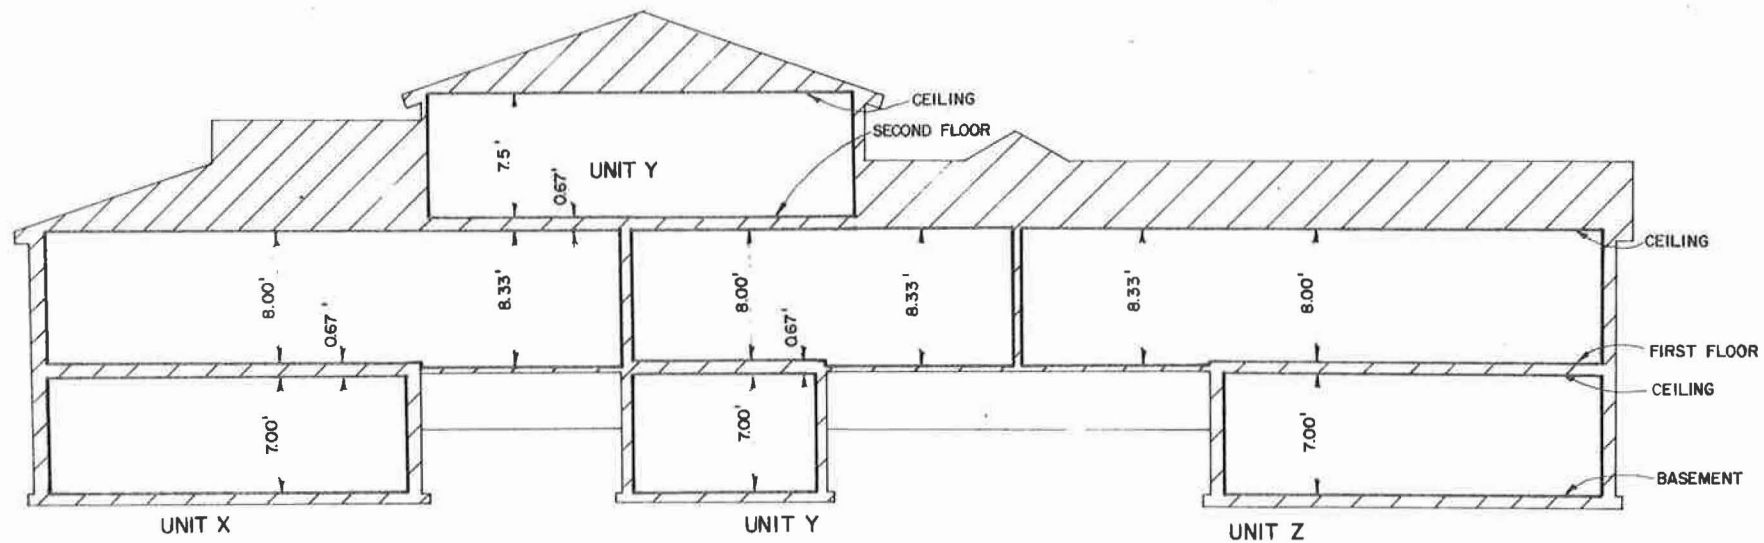 CEILING
SECOND FLOOR
7.5'
UNIT Y
0.67'
CEILING
8.00'
8.33'
8.00'
8.33'
8.33'
8.00'
0.67'
0.67'
FIRST FLOOR
CEILING
7.00'
7.00'
7.00'
BASEMENT
UNIT X
UNIT Y
UNIT Z